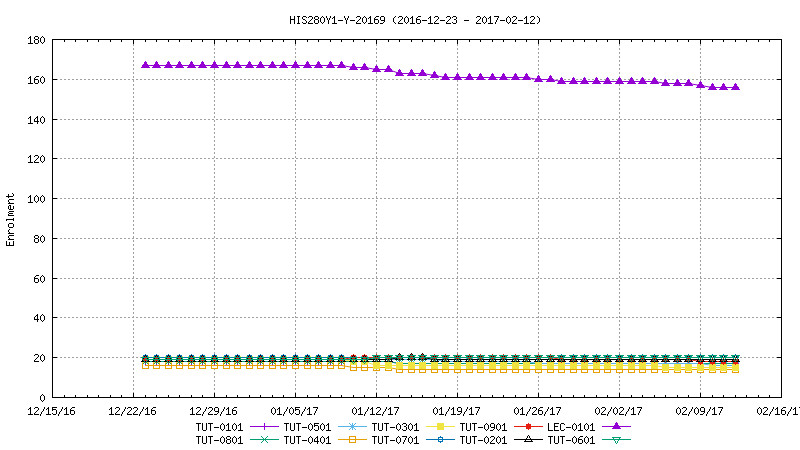 HIS280Y1-Y-20169 (2016-12-23 - 2017-02-12)
180
160
140
120
100
80
60
40
20
0
Enrolment
12/15/16 12/22/16 12/29/16 01/05/17 01/12/17 01/19/17 01/26/17 02/02/17 02/09/17 02/16/1
TUT-0101 TUT-0501 TUT-0301 TUT-0901 LEC-0101
TUT-0801 TUT-0401 TUT-0701 TUT-0201 TUT-0601